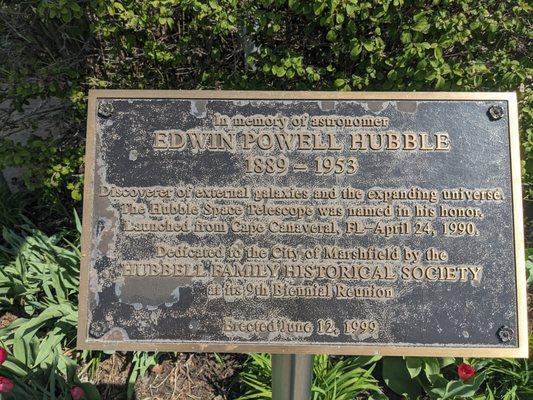 In memory of astronomer
EDWIN POWELL HUBBLE
1889 – 1953
Discoverer of external galaxies and the expanding universe.
The Hubble Space Telescope was named in his honor.
Launched from Cape Canaveral, FL–April 24, 1990.
Dedicated to the City of Marshfield by the
HUBBELL FAMILY HISTORICAL SOCIETY
at its 9th Biennial Reunion
Erected June 12, 1999